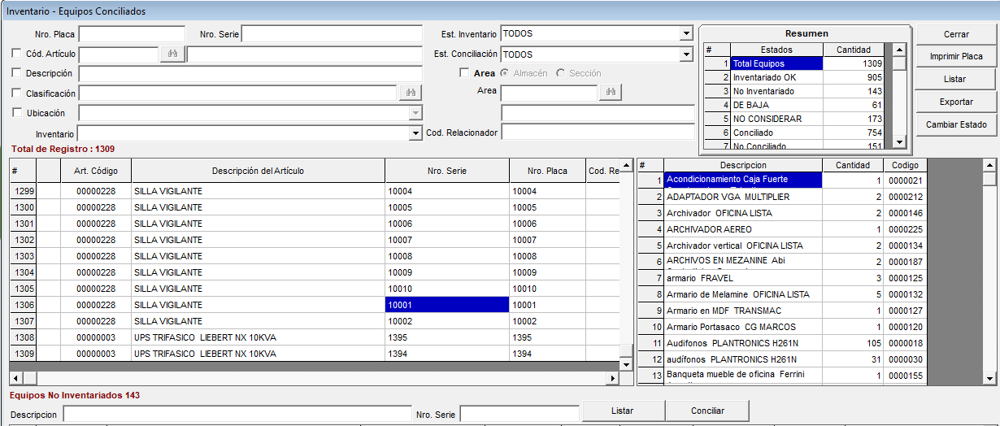 Inventario - Equipos Conciliados
Nro. Placa Nro. Serie Est. Inventario TODOS
Cód. Artículo Est. Conciliación TODOS
Descripción Area Almacén Sección
Clasificación Area
Ubicación
Inventario Cod. Relacionador
Resumen
# Estados Cantidad
1 Total Equipos 1309
2 Inventariado OK 905
3 No Inventariado 143
4 DE BAJA 61
5 NO CONSIDERAR 173
6 Conciliado 754
7 No Conciliado 151
Cerrar
Imprimir Placa
Listar
Exportar
Cambiar Estado
Total de Registro : 1309
# Art. Código Descripción del Artículo Nro. Serie Nro. Placa Cod. Re
1299 00000228 SILLA VIGILANTE 10004 10004
1300 00000228 SILLA VIGILANTE 10005 10005
1301 00000228 SILLA VIGILANTE 10006 10006
1302 00000228 SILLA VIGILANTE 10007 10007
1303 00000228 SILLA VIGILANTE 10008 10008
1304 00000228 SILLA VIGILANTE 10009 10009
1305 00000228 SILLA VIGILANTE 10010 10010
1306 00000228 SILLA VIGILANTE 10001 10001
1307 00000228 SILLA VIGILANTE 10002 10002
1308 00000003 UPS TRIFASICO LIEBERT NX 10KVA 1395 1395
1309 00000003 UPS TRIFASICO LIEBERT NX 10KVA 1394 1394
# Descripcion Cantidad Codigo
1 Acondicionamiento Caja Fuerte 1 0000021
2 ADAPTADOR VGA MULTIPLIER 2 0000212
3 Archivador OFICINA LISTA 2 0000146
4 ARCHIVADOR AEREO 1 0000225
5 Archivador vertical OFICINA LISTA 2 0000134
6 ARCHIVOS EN MEZANINE Abi 2 0000187
7 armario FRAVEL 3 0000125
8 Armario de Melamine OFICINA LISTA 5 0000132
9 Armario en MDF TRANSMAC 1 0000127
10 Armario Portasaco CG MARCOS 1 0000120
11 Audifonos PLANTRONICS H261N 105 0000018
12 audífonos PLANTRONICS H261N 31 0000030
13 Banqueta mueble de oficina Ferrini 1 0000155
Equipos No Inventariados 143
Descripcion Nro. Serie Listar Conciliar